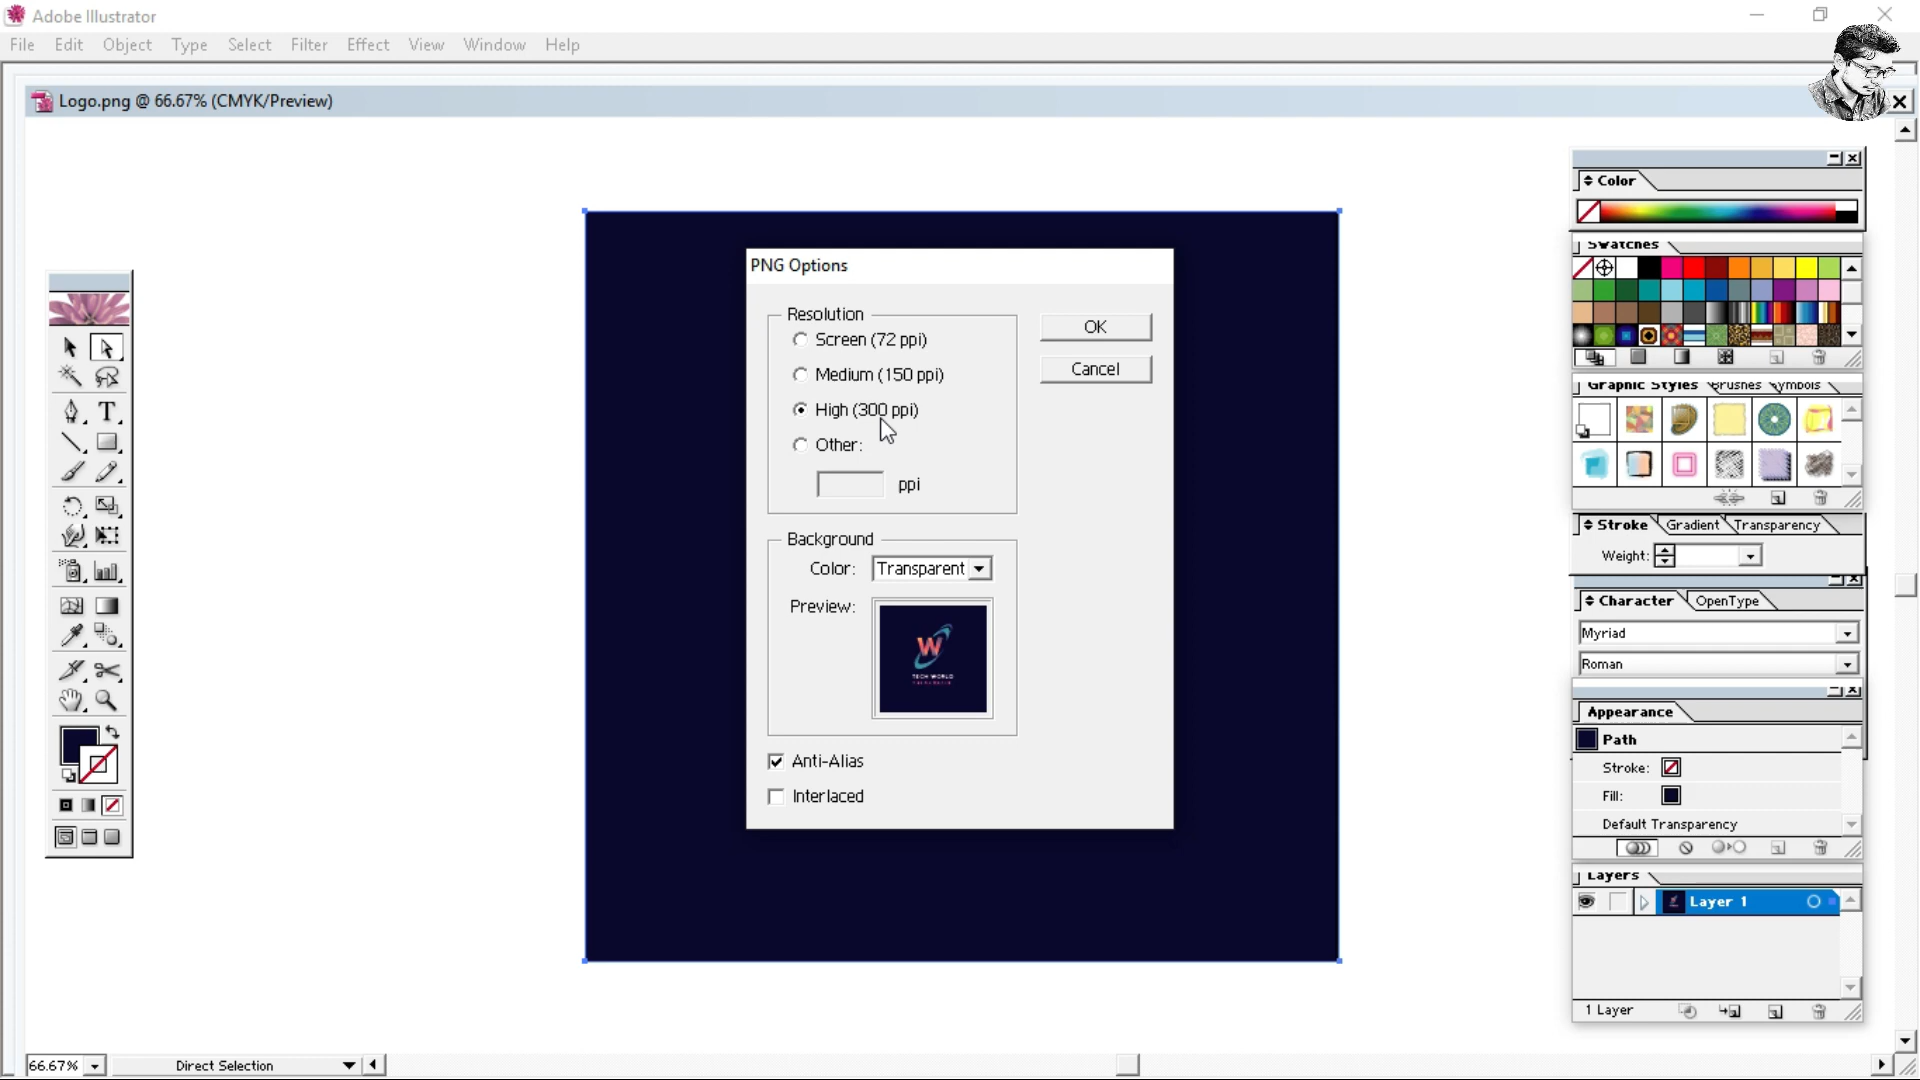 Adobe Illustrator
File Edit Object Type Select Filter Effect View Window Help
Logo.png @ 66.67% (CMYK/Preview)
PNG Options
Resolution
Screen (72 ppi)
Medium (150 ppi)
High (300 ppi)
Other:
ppi
OK
Cancel
Background
Color: Transparent
Preview:
W
TECH WORLD
Anti-Alias
Interlaced
Color
Swatches
Graphic Styles Brushes Symbols
Stroke Gradient Transparency
Weight:
Character OpenType
Myriad
Roman
Appearance
Path
Stroke:
Fill:
Default Transparency
Layers
Layer 1
1 Layer
66.67% Direct Selection